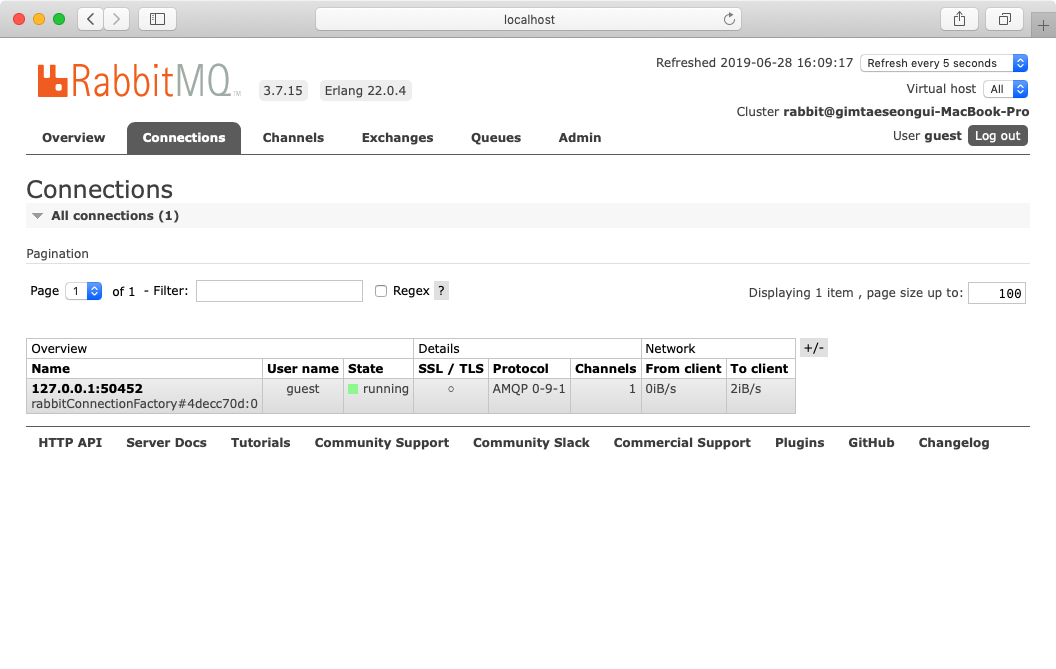 localhost
Refreshed 2019-06-28 16:09:17 Refresh every 5 seconds
RabbitMQ TM 3.7.15 Erlang 22.0.4
Virtual host All
Cluster rabbit@gimtaeseongui-MacBook-Pro
User guest Log out
Overview Connections Channels Exchanges Queues Admin
Connections
All connections (1)
Pagination
Page 1 of 1 - Filter: Regex ? Displaying 1 item , page size up to: 100
Overview Details Network +/-
Name User name State SSL / TLS Protocol Channels From client To client
127.0.0.1:50452 guest running ○ AMQP 0-9-1 1 0iB/s 2iB/s
rabbitConnectionFactory#4decc70d:0
HTTP API Server Docs Tutorials Community Support Community Slack Commercial Support Plugins GitHub Changelog